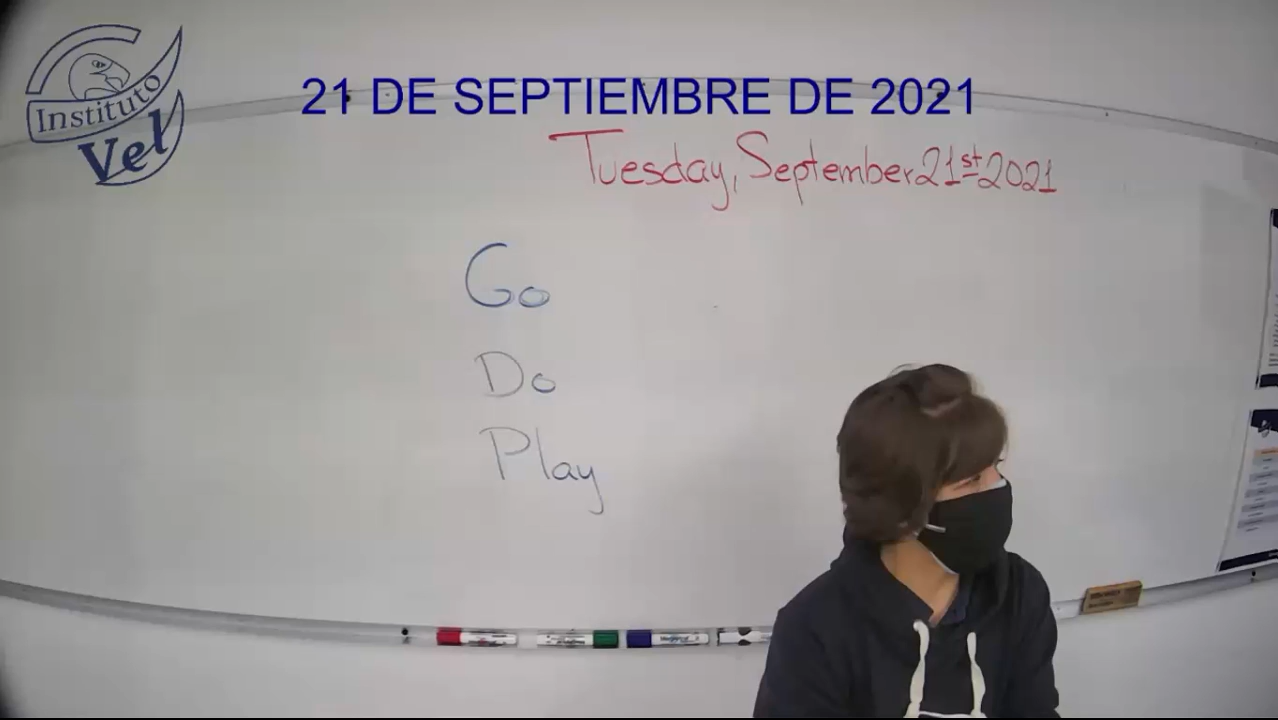 Instituto
Vel
21 DE SEPTIEMBRE DE 2021
Tuesday, September 21st 2021
Go
Do
Play